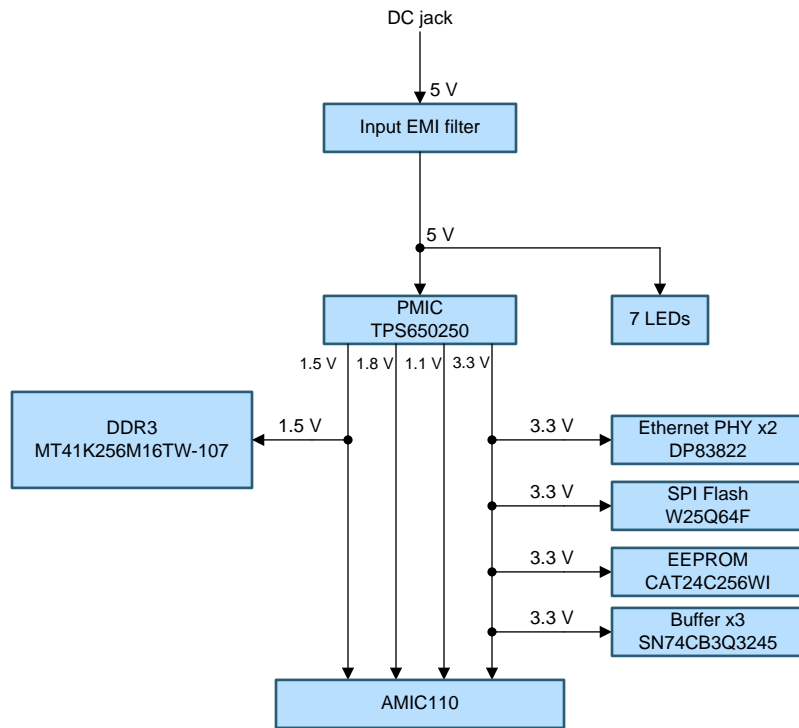 DC jack
5 V
Input EMI filter
5 V
PMIC
TPS650250
7 LEDs
1.5 V
1.8 V
1.1 V
3.3 V
DDR3
MT41K256M16TW-107
1.5 V
3.3 V
Ethernet PHY x2
DP83822
3.3 V
SPI Flash
W25Q64F
3.3 V
EEPROM
CAT24C256WI
3.3 V
Buffer x3
SN74CB3Q3245
AMIC110